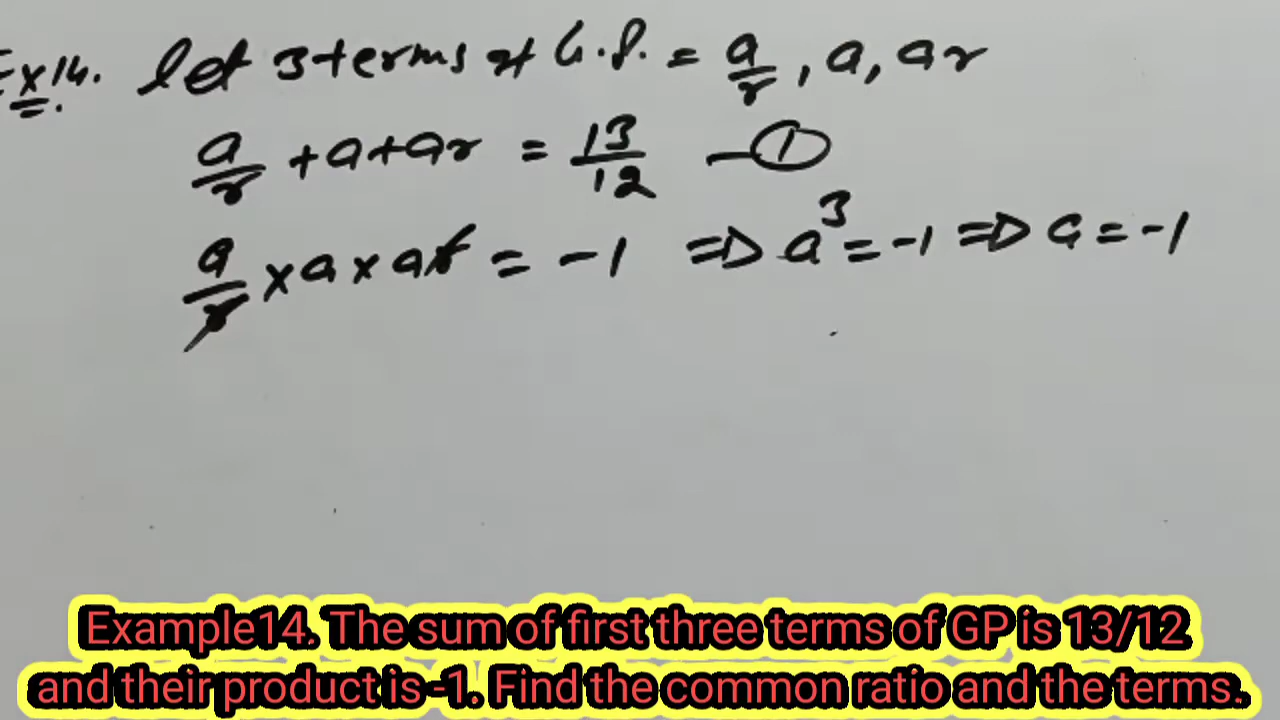 Ex14. let 3 terms of G.P. = a/r, a, ar
a/r + a + ar = 13/12 —①
a/r × a × ar = -1 ⇒ a³ = -1 ⇒ a = -1
Example14. The sum of first three terms of GP is 13/12
and their product is -1. Find the common ratio and the terms.